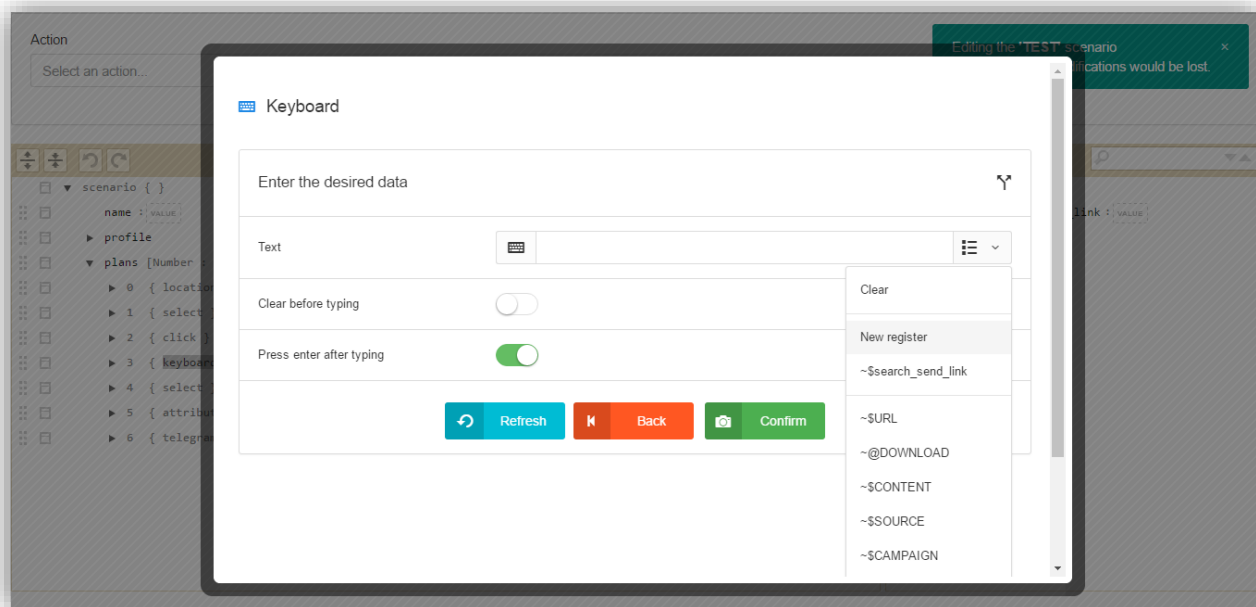 Action
Select an action...
Editing the 'TEST' scenario
ifications would be lost.
×
Keyboard
Enter the desired data
Text
Clear
Clear before typing
New register
Press enter after typing
~$search_send_link
Refresh
Back
Confirm
~$URL
~@DOWNLOAD
~$CONTENT
~$SOURCE
~$CAMPAIGN
scenario { }
name : VALUE
link : VALUE
profile
plans [Number :
0 { location
1 { select }
2 { click }
3 { keyboard
4 { select }
5 { attribut
6 { telegram